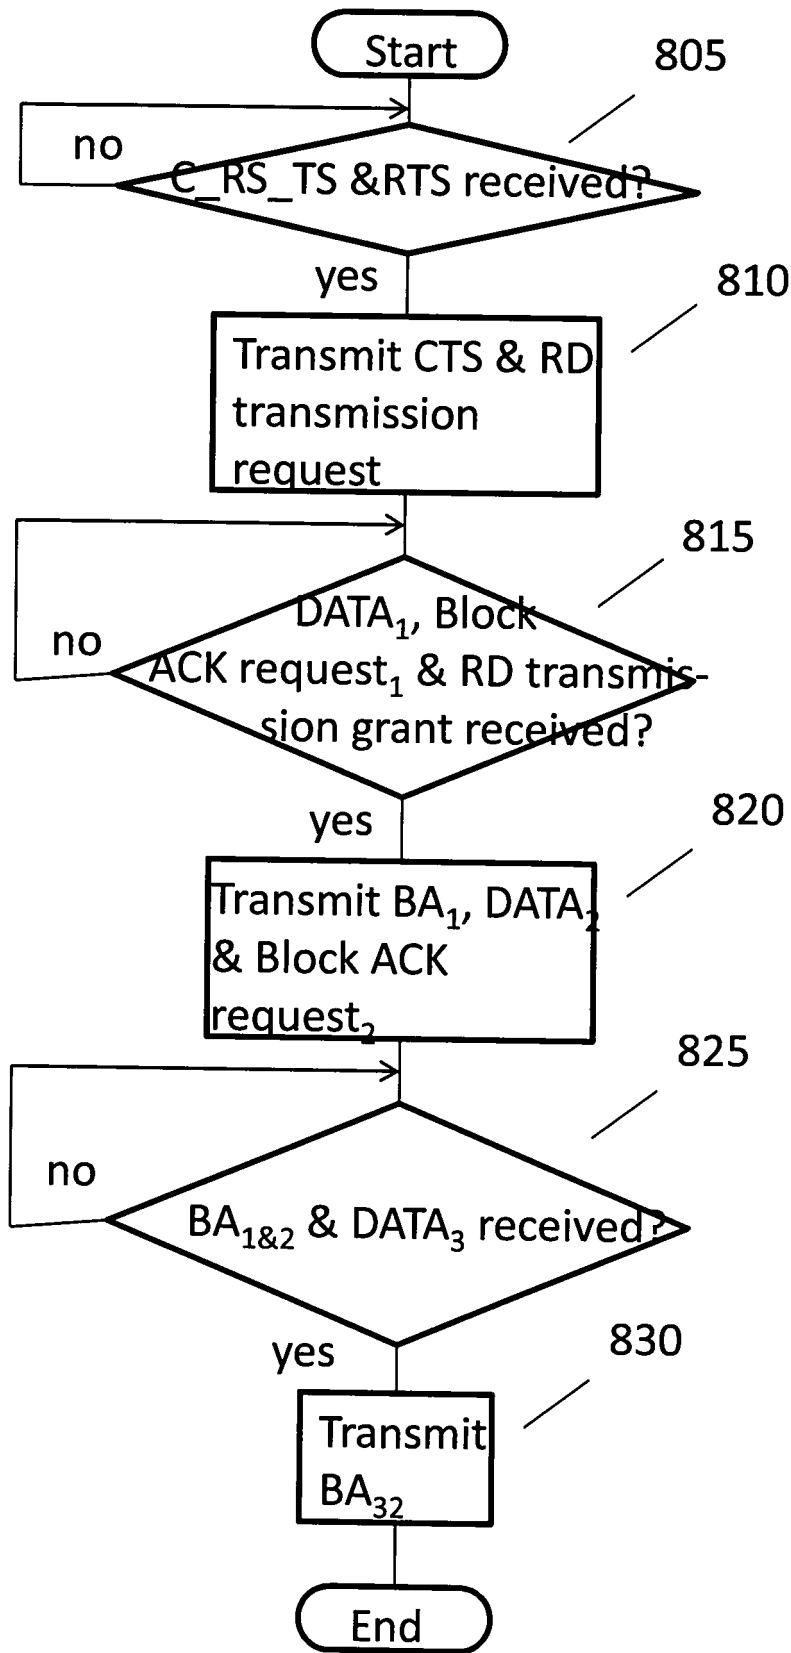 Start
805
no
C_RS_TS &RTS received?
yes
810
Transmit CTS & RD
transmission
request
815
no
DATA₁, Block
ACK request₁ & RD transmis-
sion grant received?
yes
820
Transmit BA₁, DATA₂
& Block ACK
request₂
825
no
BA₁&₂ & DATA₃ received?
yes
830
Transmit
BA₃₂
End